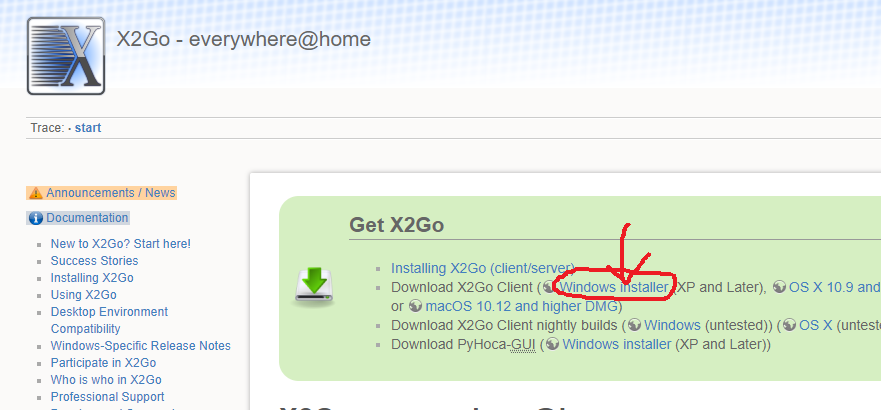 X
X2Go - everywhere@home
Trace: · start
Announcements / News
Documentation
New to X2Go? Start here!
Success Stories
Installing X2Go
Using X2Go
Desktop Environment
Compatibility
Windows-Specific Release Notes
Participate in X2Go
Who is who in X2Go
Professional Support
Get X2Go
Installing X2Go (client/server)
Download X2Go Client (Windows installer (XP and Later), OS X 10.9 and
or macOS 10.12 and higher DMG)
Download X2Go Client nightly builds (Windows (untested)) (OS X (unteste
Download PyHoca-GUI (Windows installer (XP and Later))